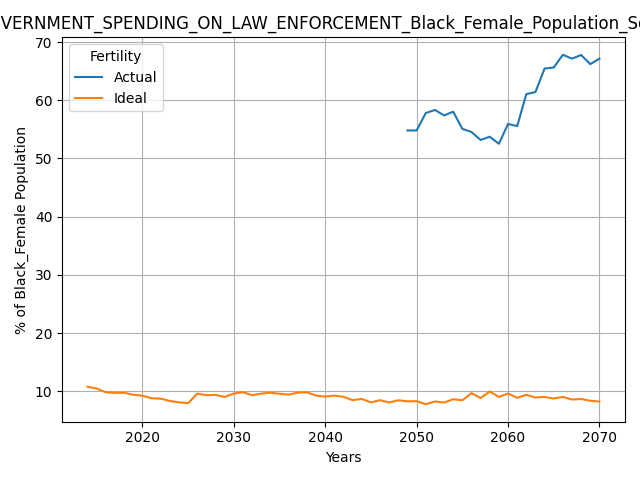 VERNMENT_SPENDING_ON_LAW_ENFORCEMENT_Black_Female_Population_S
Fertility
Actual
Ideal
% of Black_Female Population
70
60
50
40
30
20
10
2020 2030 2040 2050 2060 2070
Years